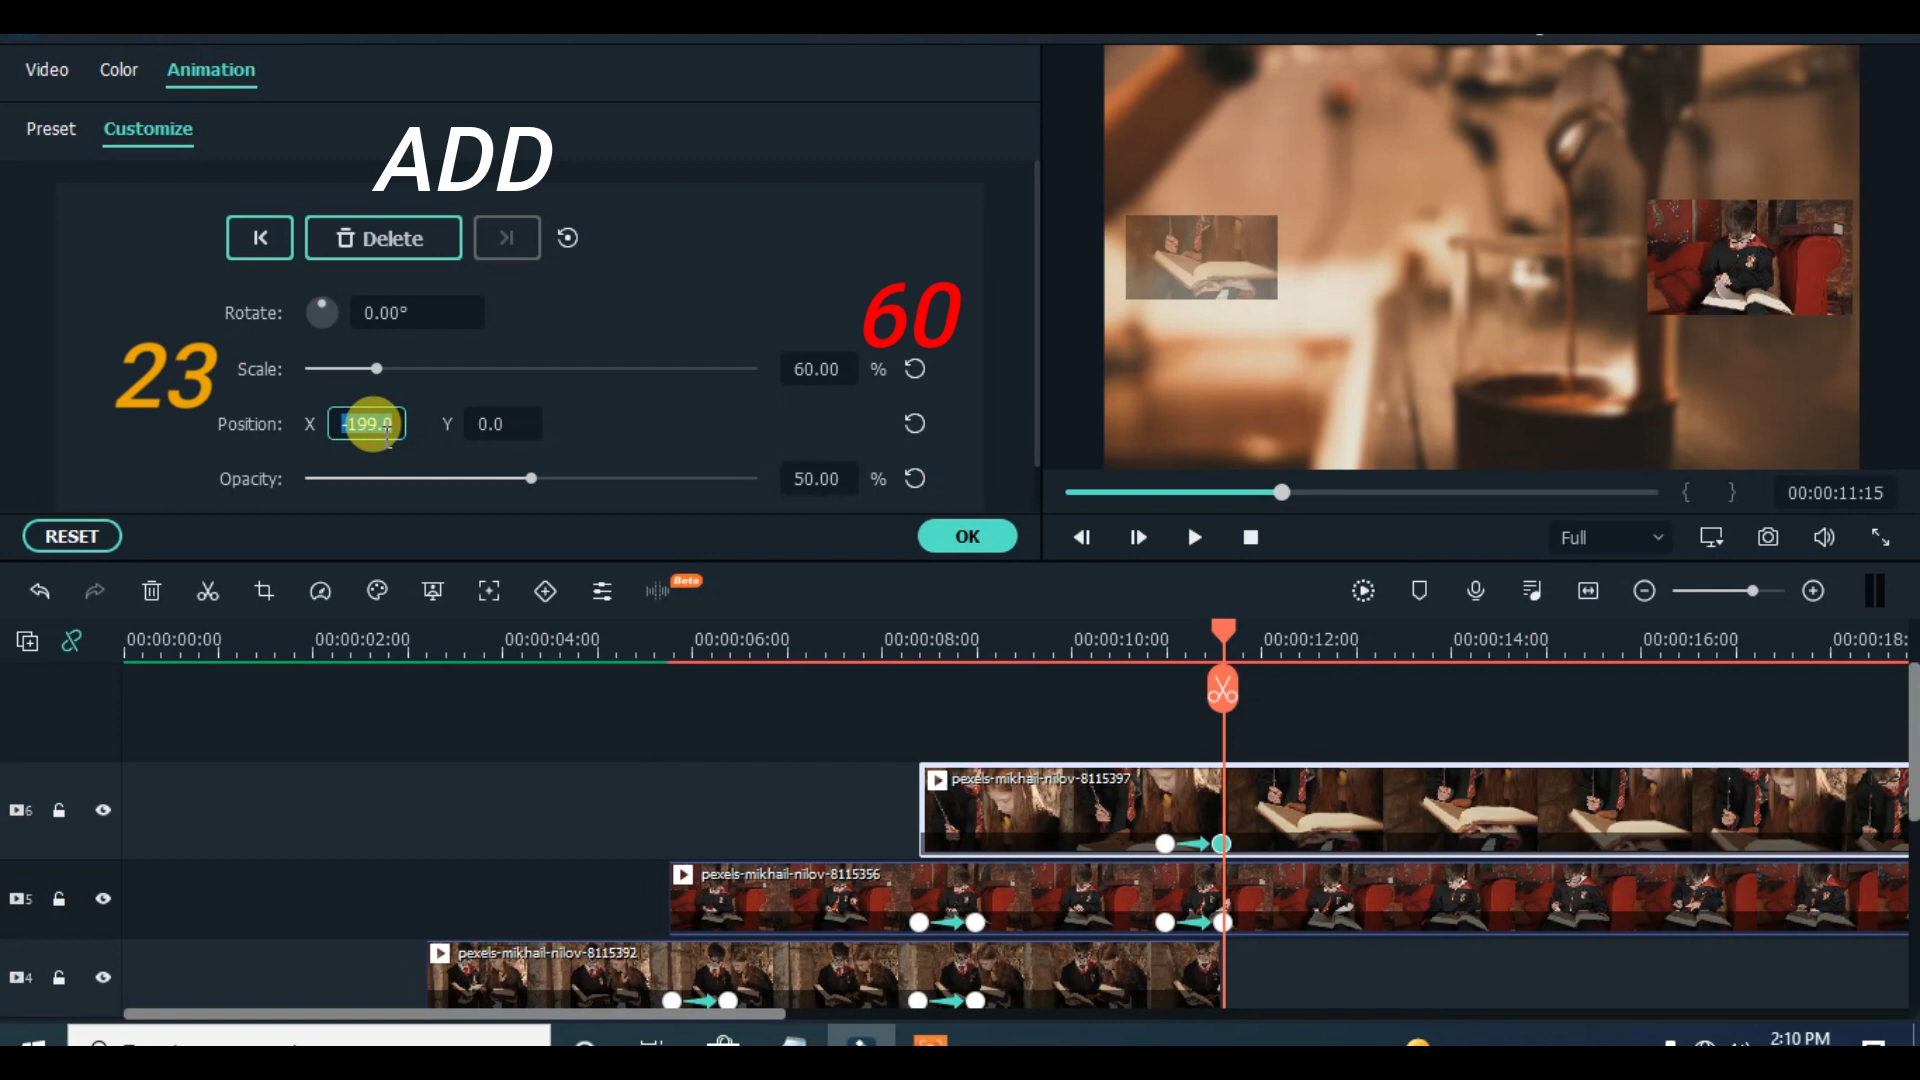 Video Color Animation
Preset Customize
ADD
Delete
Rotate: 0.00°
60
23
Scale: 60.00 %
Position: X -199.0 Y 0.0
Opacity: 50.00 %
RESET OK
{ } 00:00:11:15
Full
Beta
00:00:00:00 00:00:02:00 00:00:04:00 00:00:06:00 00:00:08:00 00:00:10:00 00:00:12:00 00:00:14:00 00:00:16:00 00:00:18:
pexels-mikhail-nilov-8115397
6
pexels-mikhail-nilov-8115356
5
pexels-mikhail-nilov-8115392
4
2:10 PM